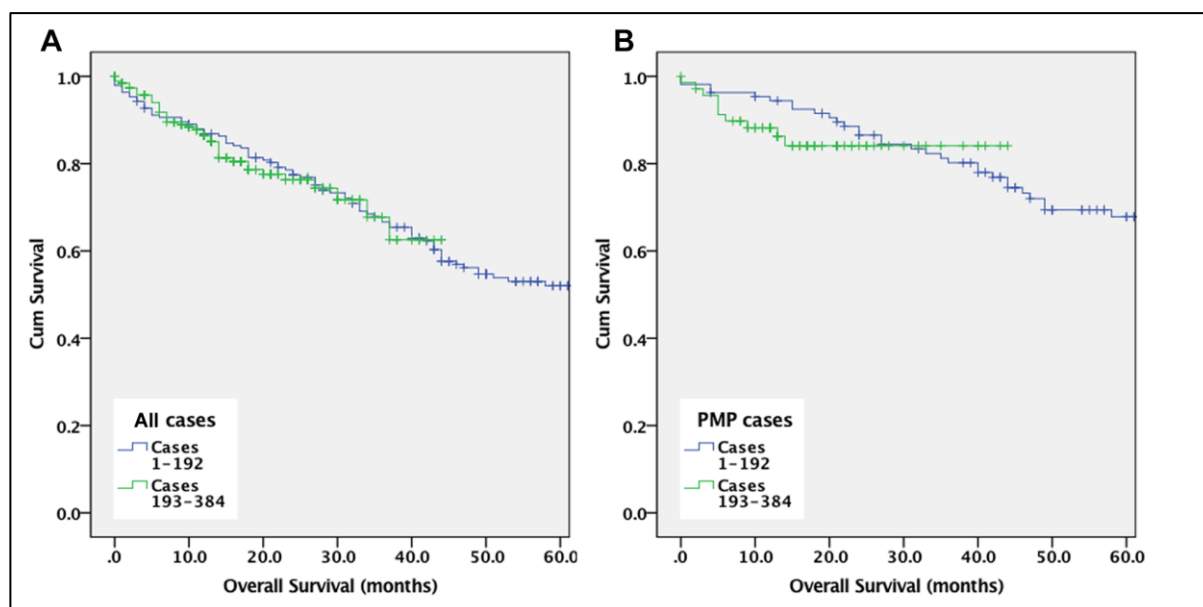 A
1.0
0.8
0.6
0.4
0.2
0.0
Cum Survival
All cases
Cases
1-192
Cases
193-384
.0 10.0 20.0 30.0 40.0 50.0 60.0
Overall Survival (months)
B
1.0
0.8
0.6
0.4
0.2
0.0
Cum Survival
PMP cases
Cases
1-192
Cases
193-384
.0 10.0 20.0 30.0 40.0 50.0 60.0
Overall Survival (months)